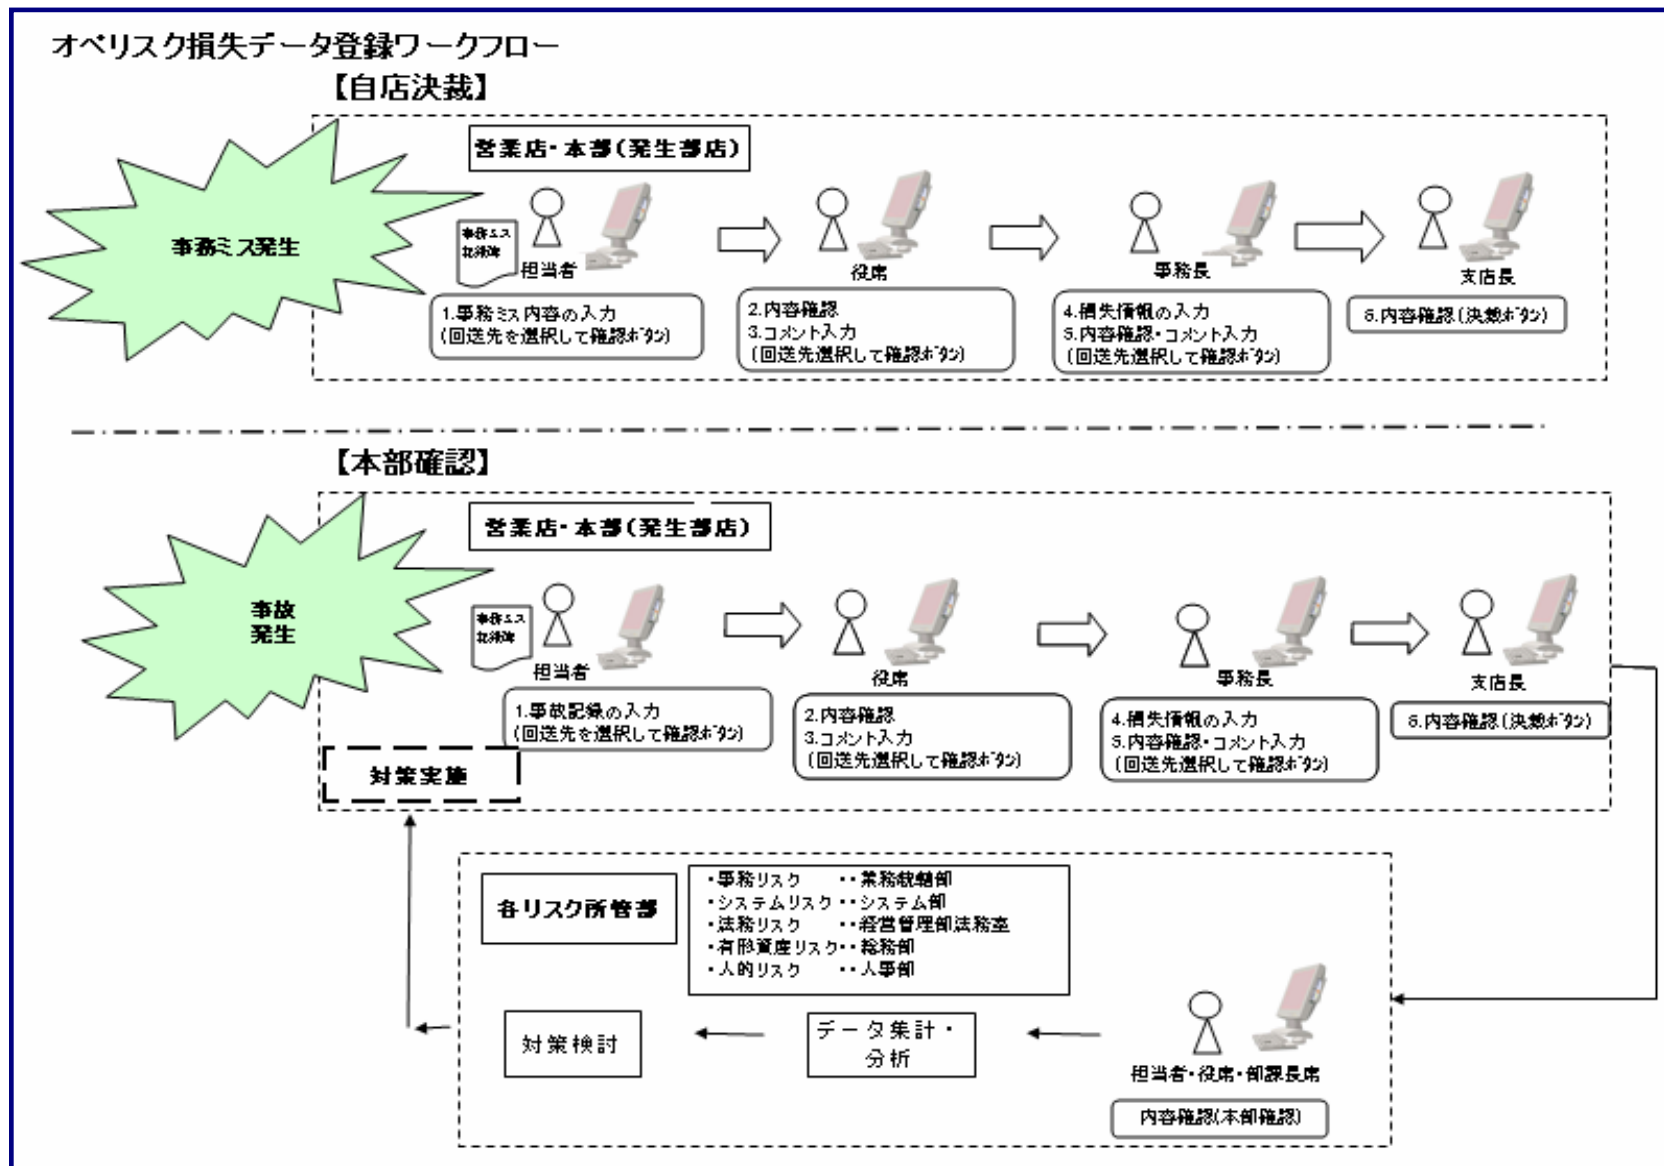 オペリスク損失データ登録ワークフロー
【自店決裁】
営業店・本部(発生部店)
事務ミス発生
事務ミス
記録簿
担当者
役席
事務長
支店長
1.事務ミス内容の入力
(回送先を選択して確認ボタン)
2.内容確認
3.コメント入力
(回送先選択して確認ボタン)
4.損失情報の入力
5.内容確認・コメント入力
(回送先選択して確認ボタン)
6.内容確認(決裁ボタン)
【本部確認】
営業店・本部(発生部店)
事故
発生
事務ミス
記録簿
担当者
役席
事務長
支店長
1.事故記録の入力
(回送先を選択して確認ボタン)
2.内容確認
3.コメント入力
(回送先選択して確認ボタン)
4.損失情報の入力
5.内容確認・コメント入力
(回送先選択して確認ボタン)
6.内容確認(決裁ボタン)
対策実施
各リスク所管部
・事務リスク ・・業務統轄部
・システムリスク・・システム部
・法務リスク ・・経営管理部法務室
・有形資産リスク・・総務部
・人的リスク ・・人事部
対策検討
データ集計・
分析
担当者・役席・部課長席
内容確認(本部確認)